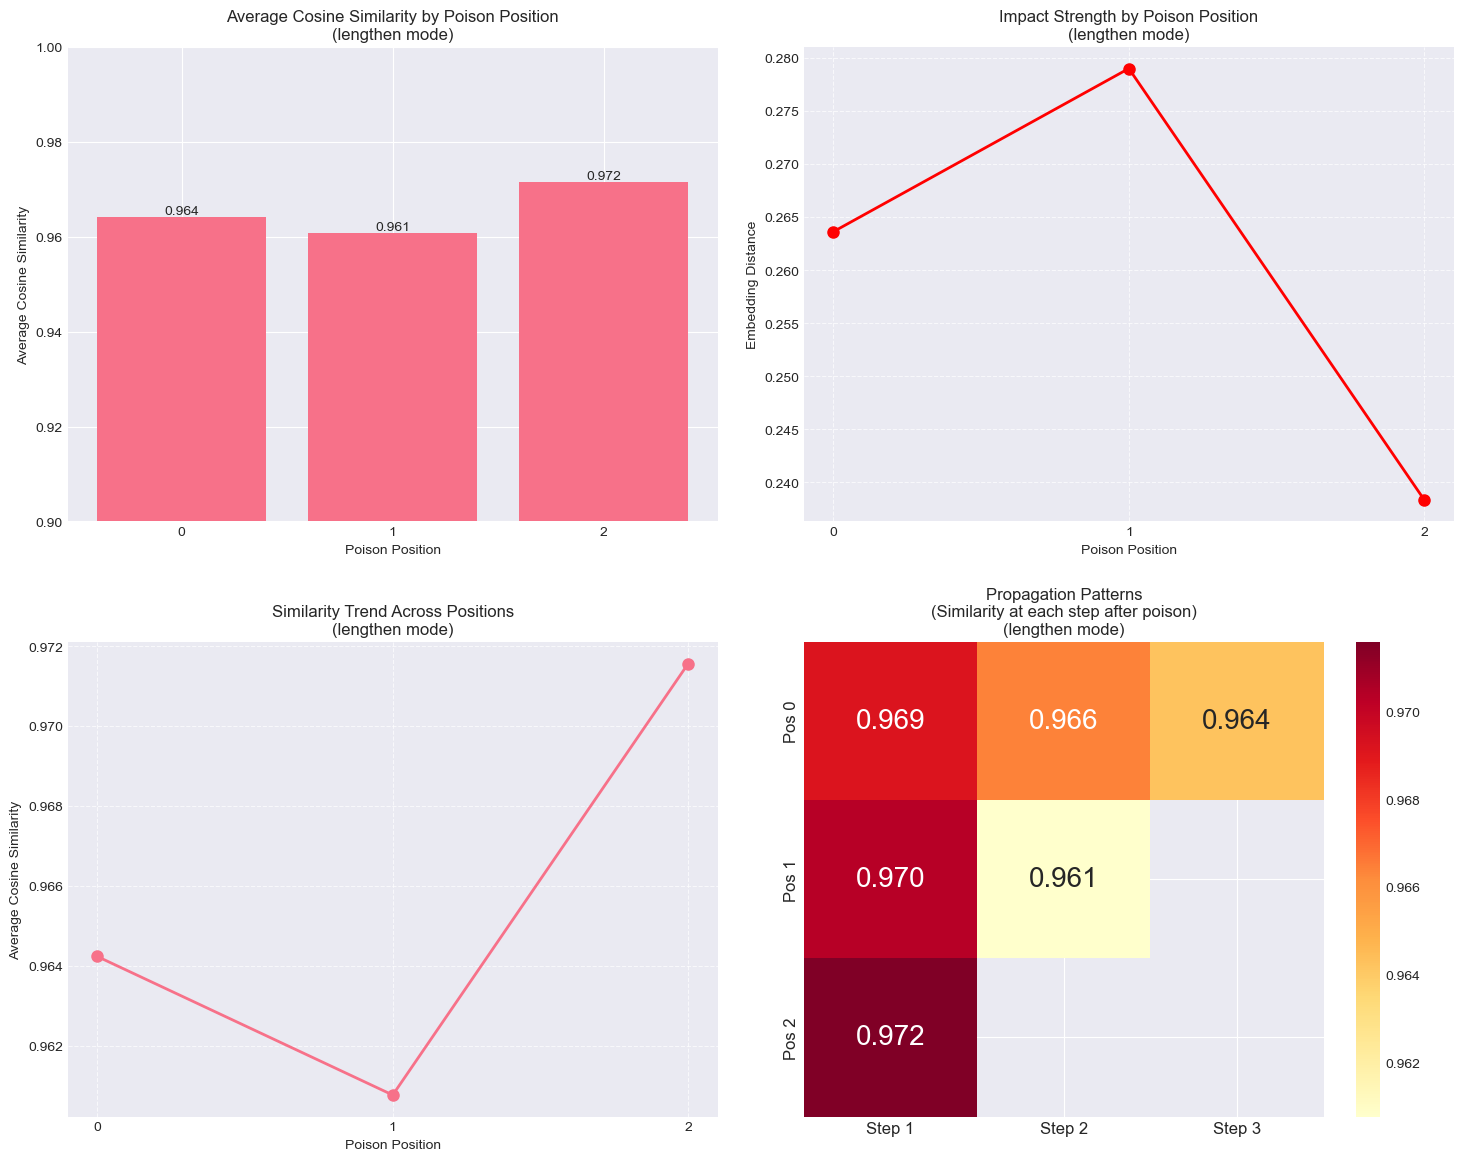 Average Cosine Similarity by Poison Position
(lengthen mode)
1.00
0.98
0.96
0.94
0.92
0.90
Average Cosine Similarity
0.964
0.961
0.972
0
1
2
Poison Position
Impact Strength by Poison Position
(lengthen mode)
0.280
0.275
0.270
0.265
0.260
0.255
0.250
0.245
0.240
Embedding Distance
0
1
2
Poison Position
Similarity Trend Across Positions
(lengthen mode)
0.972
0.970
0.968
0.966
0.964
0.962
Average Cosine Similarity
0
1
2
Poison Position
Propagation Patterns
(Similarity at each step after poison)
(lengthen mode)
Pos 0
0.969
0.966
0.964
Pos 1
0.970
0.961
Pos 2
0.972
Step 1
Step 2
Step 3
0.970
0.968
0.966
0.964
0.962